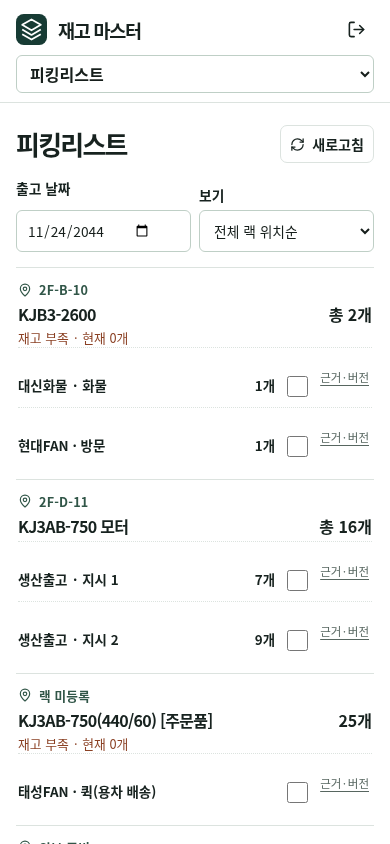 재고 마스터
피킹리스트
피킹리스트
새로고침
출고 날짜
보기
11/24/2044
전체 랙 위치순
2F-B-10
KJB3-2600
총 2개
재고 부족 · 현재 0개
대신화물 · 화물
1개
근거·버전
현대FAN · 방문
1개
근거·버전
2F-D-11
KJ3AB-750 모터
총 16개
생산출고 · 지시 1
7개
근거·버전
생산출고 · 지시 2
9개
근거·버전
랙 미등록
KJ3AB-750(440/60) [주문품]
25개
재고 부족 · 현재 0개
태성FAN · 퀵(용차 배송)
근거·버전